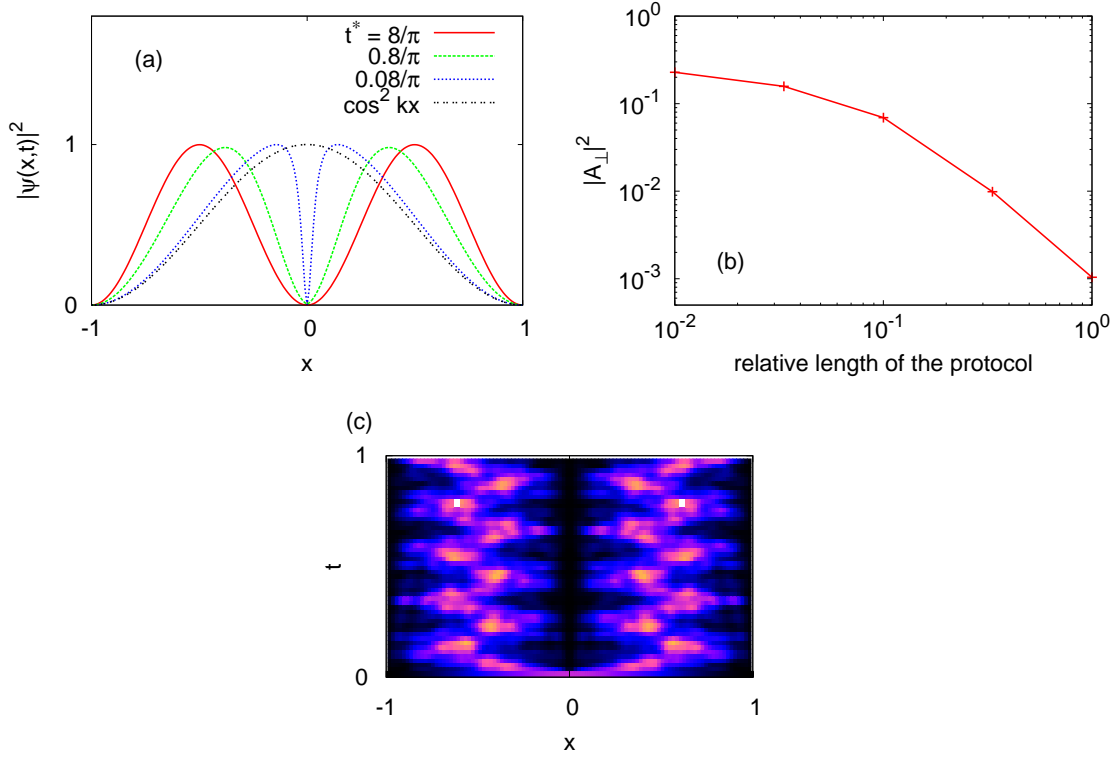 (a)
t* = 8/π
0.8/π
0.08/π
cos² kx
|ψ(x,t)|²
1
0
-1
0
1
x
10⁰
10⁻¹
10⁻²
10⁻³
|A⊥|²
(b)
10⁻²
10⁻¹
10⁰
relative length of the protocol
(c)
1
t
0
-1
0
1
x